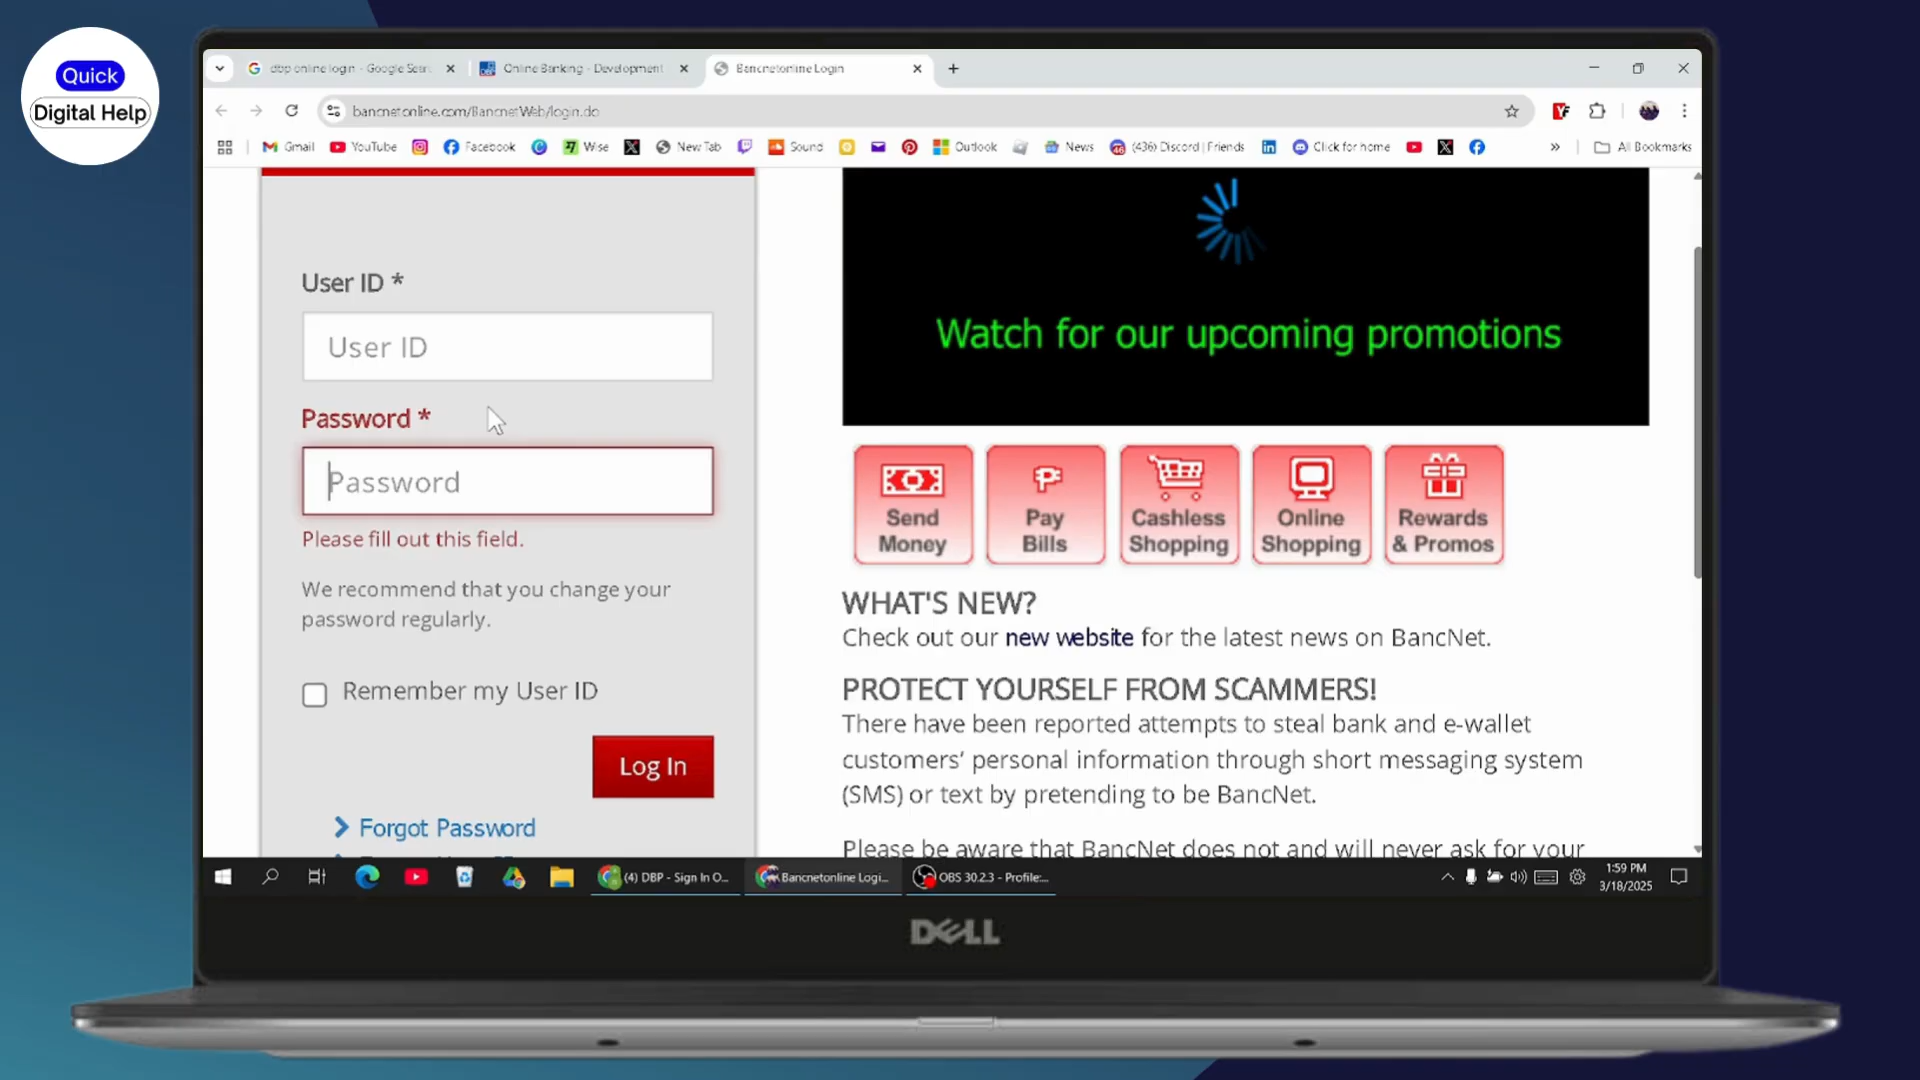 Quick
Digital Help
dbp online login - Google Sear
Online Banking - Development
Bancnetonline Login
bancnetonline.com/BancnetWeb/login.do
Gmail
YouTube
Facebook
Wise
New Tab
Sound
Outlook
News
(436) Discord | Friends
Click for home
»
All Bookmarks
User ID *
User ID
Password *
Password
Please fill out this field.
We recommend that you change your
password regularly.
Remember my User ID
Log In
Forgot Password
Watch for our upcoming promotions
Send
Money
Pay
Bills
Cashless
Shopping
Online
Shopping
Rewards
& Promos
WHAT'S NEW?
Check out our new website for the latest news on BancNet.
PROTECT YOURSELF FROM SCAMMERS!
There have been reported attempts to steal bank and e-wallet
customers’ personal information through short messaging system
(SMS) or text by pretending to be BancNet.
Please be aware that BancNet does not and will never ask for your
(4) DBP - Sign In O...
Bancnetonline Logi...
OBS 30.2.3 - Profile:...
1:59 PM
3/18/2025
DELL